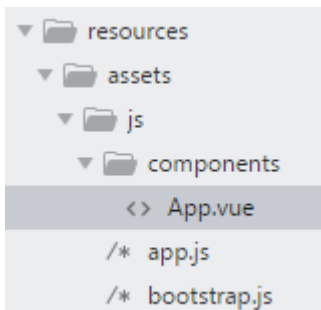 resources
assets
js
components
<> App.vue
/* app.js
/* bootstrap.js